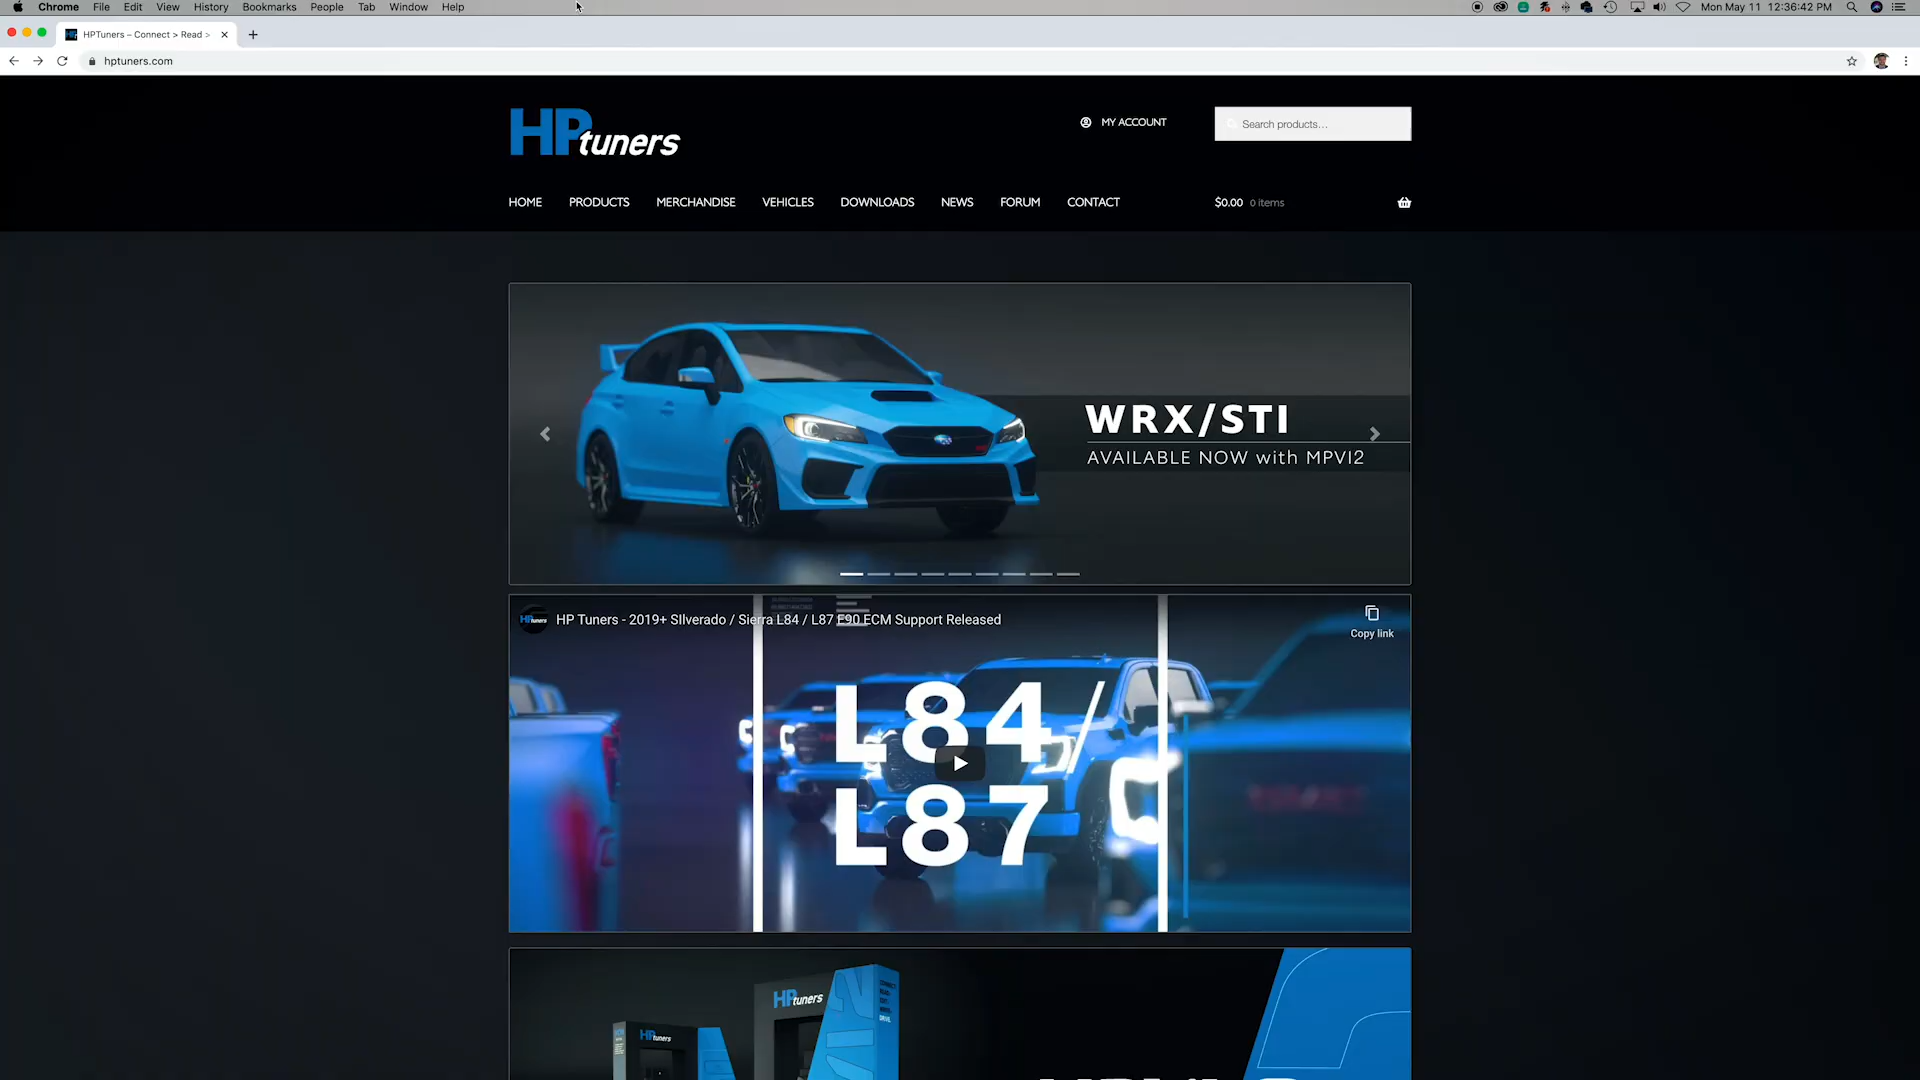 Chrome File Edit View History Bookmarks People Tab Window Help
Mon May 11 12:36:42 PM
HPTuners – Connect > Read >
hptuners.com
HP tuners
MY ACCOUNT
Search products…
HOME PRODUCTS MERCHANDISE VEHICLES DOWNLOADS NEWS FORUM CONTACT
$0.00 0 items
WRX/STI
AVAILABLE NOW with MPVI2
HP Tuners - 2019+ SIlverado / Sierra L84 / L87 E90 ECM Support Released
Copy link
L84/
L87
HP tuners
HP tuners